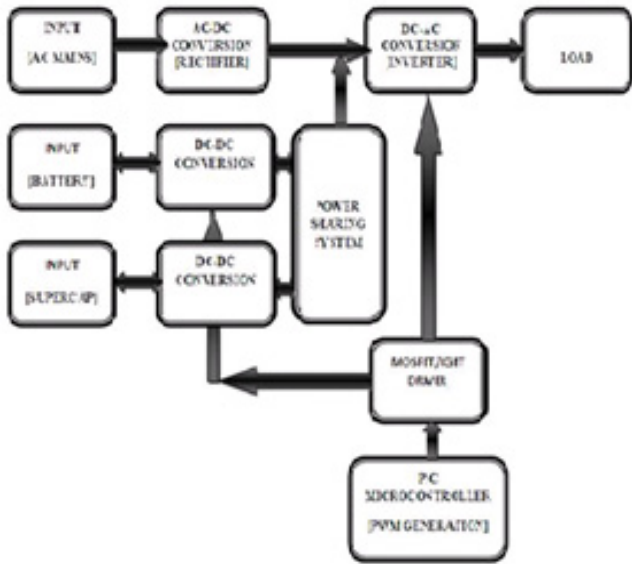 INPUT
[AC MAINS]
AC-DC
CONVERSION
[RECTIFIER]
DC-AC
CONVERSION
[INVERTER]
LOAD
INPUT
[BATTERY]
DC-DC
CONVERSION
POWER
SHARING
SYSTEM
INPUT
[SUPERCAP]
DC-DC
CONVERSION
MOSFET/IGBT
DRIVER
PIC
MICROCONTROLLER
[PWM GENERATION]